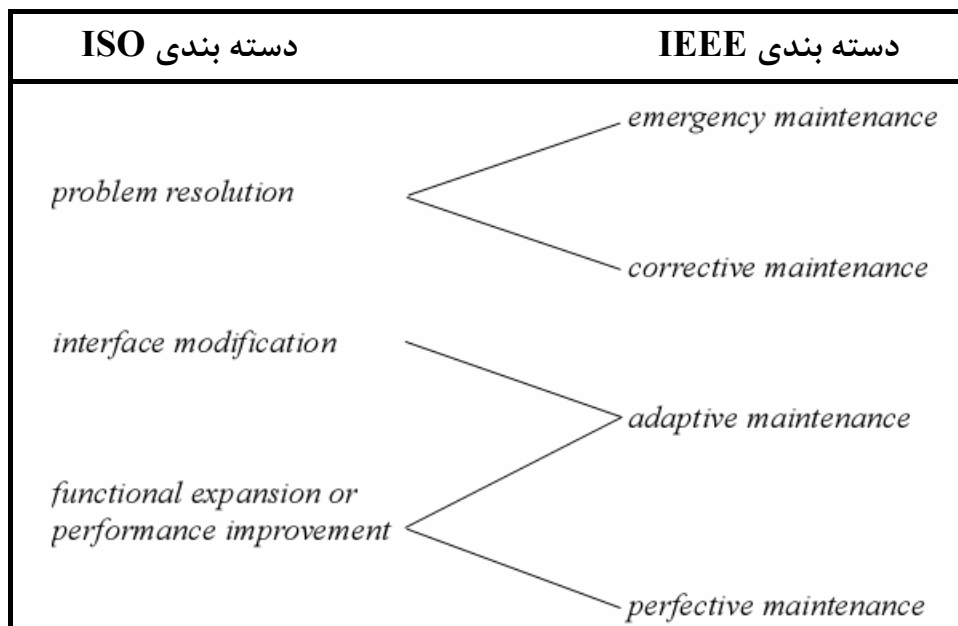 دسته بندی IEEE
دسته بندی ISO
emergency maintenance
problem resolution
corrective maintenance
interface modification
adaptive maintenance
functional expansion or
performance improvement
perfective maintenance